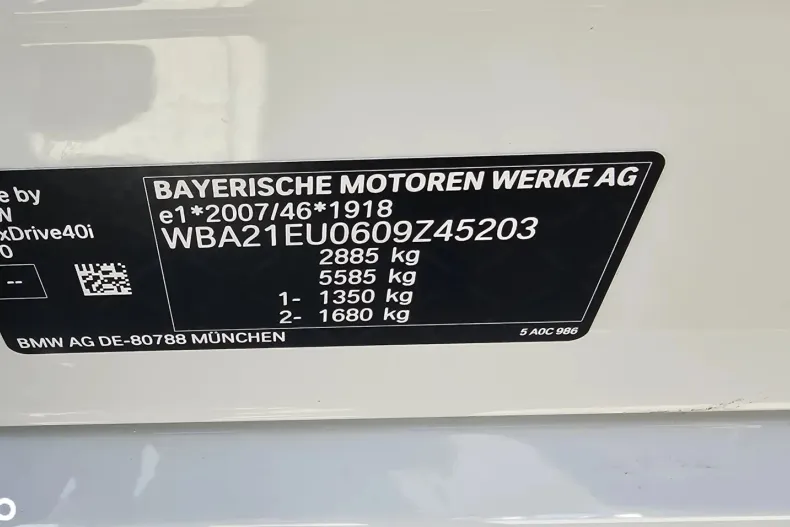 e by
W
xDrive40i
0
--
BAYERISCHE MOTOREN WERKE AG
e1*2007/46*1918
WBA21EU0609Z45203
2885 kg
5585 kg
1- 1350 kg
2- 1680 kg
BMW AG DE-80788 MÜNCHEN
5 A0C 986